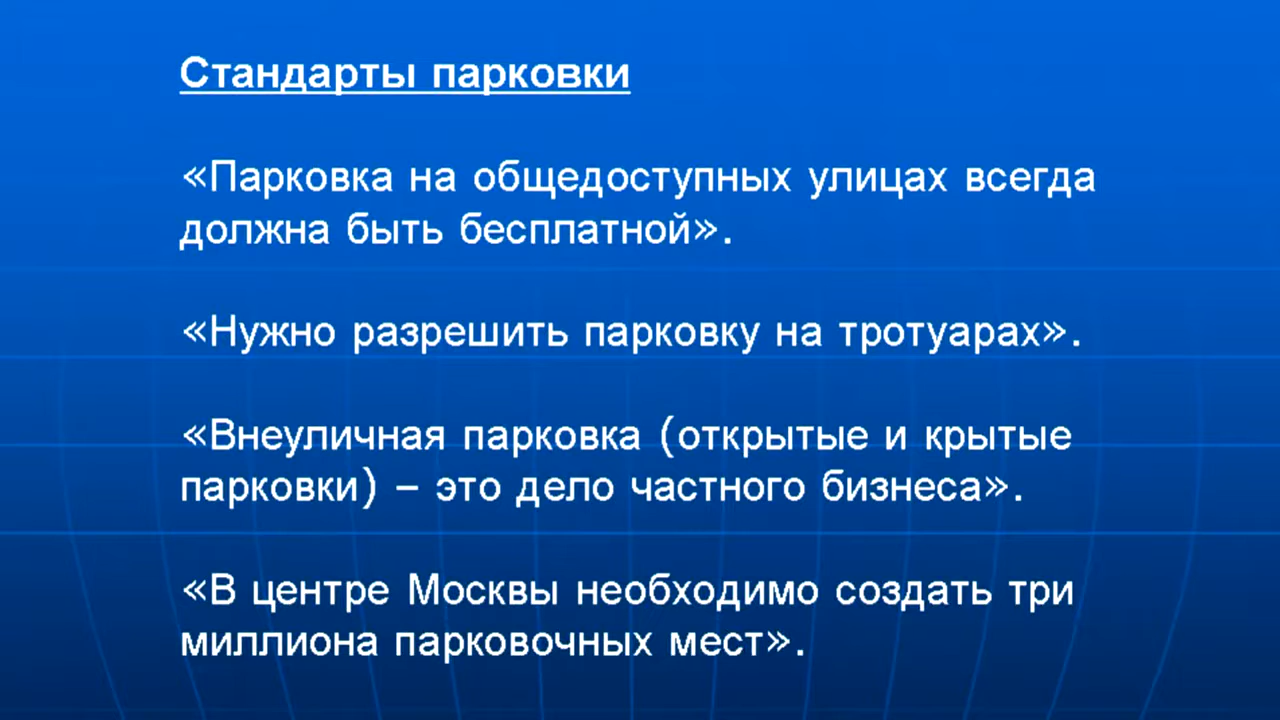 Стандарты парковки
«Парковка на общедоступных улицах всегда
должна быть бесплатной».
«Нужно разрешить парковку на тротуарах».
«Внеуличная парковка (открытые и крытые
парковки) – это дело частного бизнеса».
«В центре Москвы необходимо создать три
миллиона парковочных мест».